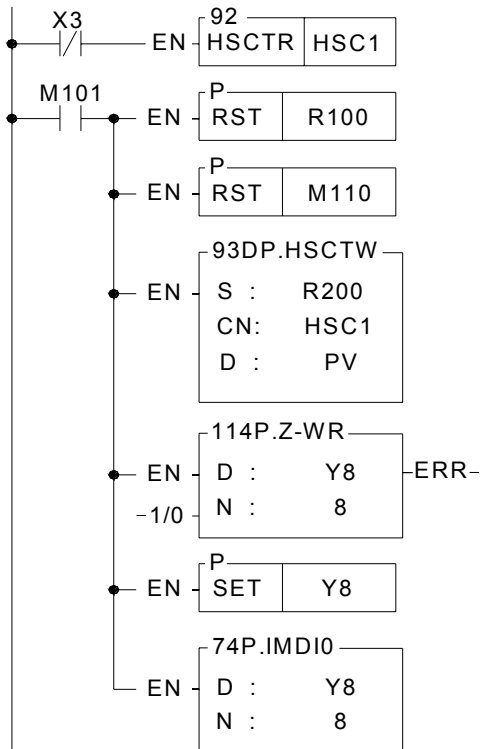 X3
92
EN HSCTR HSC1
M101
P
EN RST R100
P
EN RST M110
93DP.HSCTW
EN S : R200
CN: HSC1
D : PV
114P.Z-WR
EN D : Y8 ERR
1/0 N : 8
P
EN SET Y8
74P.IMDI0
EN D : Y8
N : 8